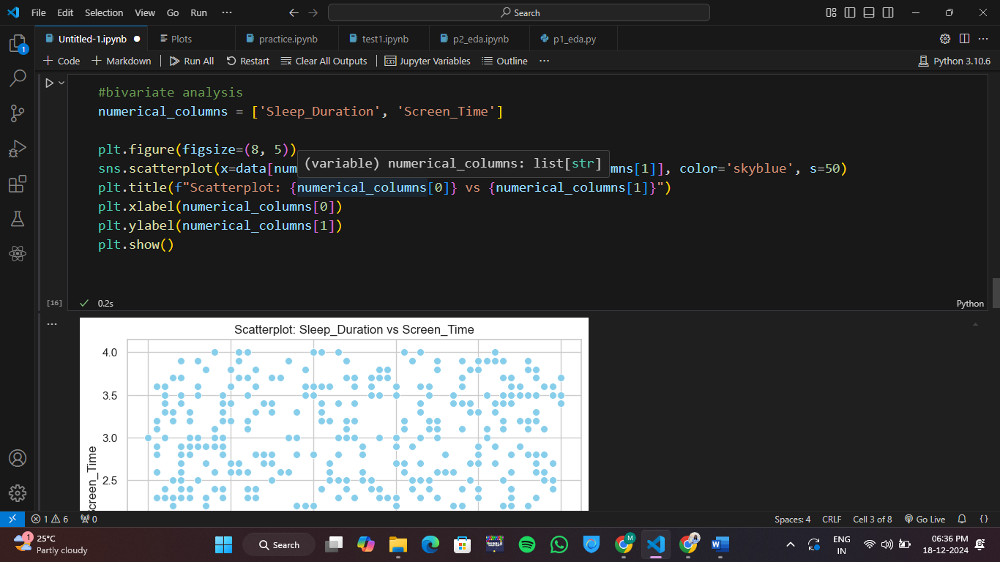 File Edit Selection View Go Run ··· Search
Untitled-1.ipynb Plots practice.ipynb test1.ipynb p2_eda.ipynb p1_eda.py
1
Code Markdown Run All Restart Clear All Outputs Jupyter Variables Outline ··· Python 3.10.6
#bivariate analysis
numerical_columns = ['Sleep_Duration', 'Screen_Time']
plt.figure(figsize=(8, 5))
(variable) numerical_columns: list[str]
sns.scatterplot(x=data[num mns[1]], color='skyblue', s=50)
plt.title(f"Scatterplot: {numerical_columns[0]} vs {numerical_columns[1]}")
plt.xlabel(numerical_columns[0])
plt.ylabel(numerical_columns[1])
plt.show()
[16] 0.2s Python
Scatterplot: Sleep_Duration vs Screen_Time
4.0
3.5
3.0
2.5
Screen_Time
1 6 0 Spaces: 4 CRLF Cell 3 of 8 Go Live {}
1
25°C
Partly cloudy
Search
M
ENG
IN
06:36 PM
18-12-2024